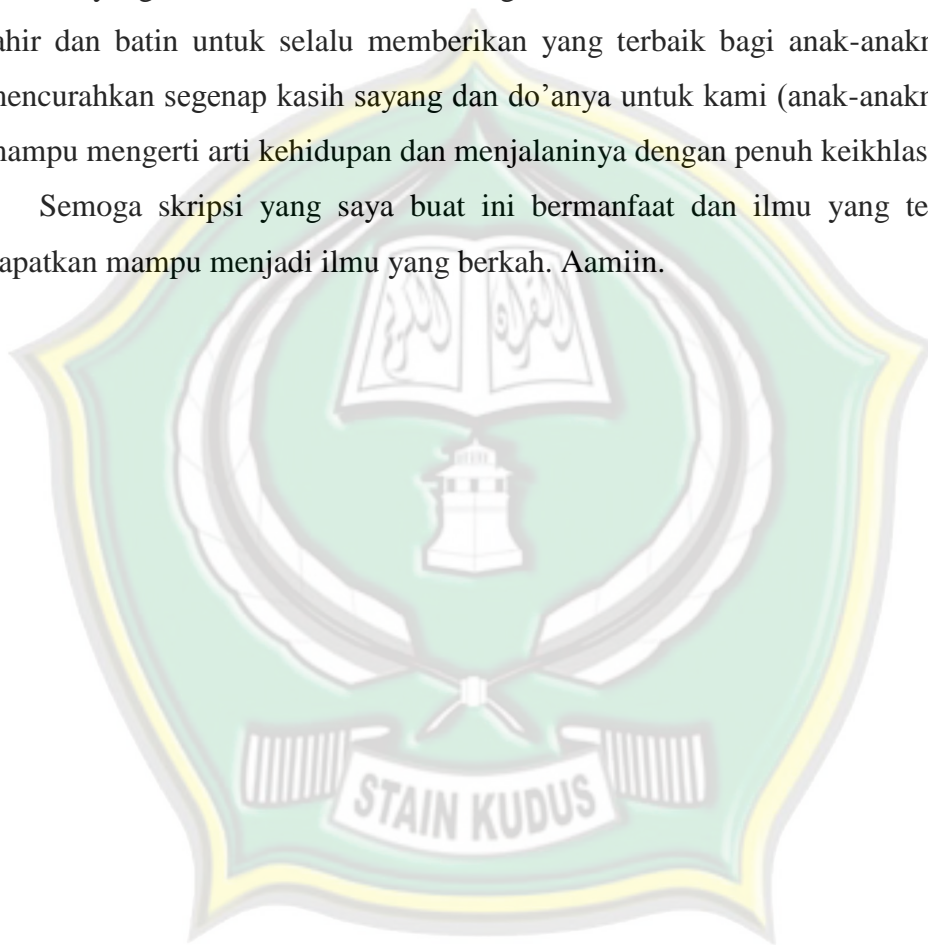 ahir dan batin untuk selalu memberikan yang terbaik bagi anak-anakn
mencurahkan segenap kasih sayang dan do’anya untuk kami (anak-anakn
mampu mengerti arti kehidupan dan menjalaninya dengan penuh keikhlas
Semoga skripsi yang saya buat ini bermanfaat dan ilmu yang te
apatkan mampu menjadi ilmu yang berkah. Aamiin.
STAIN KUDUS